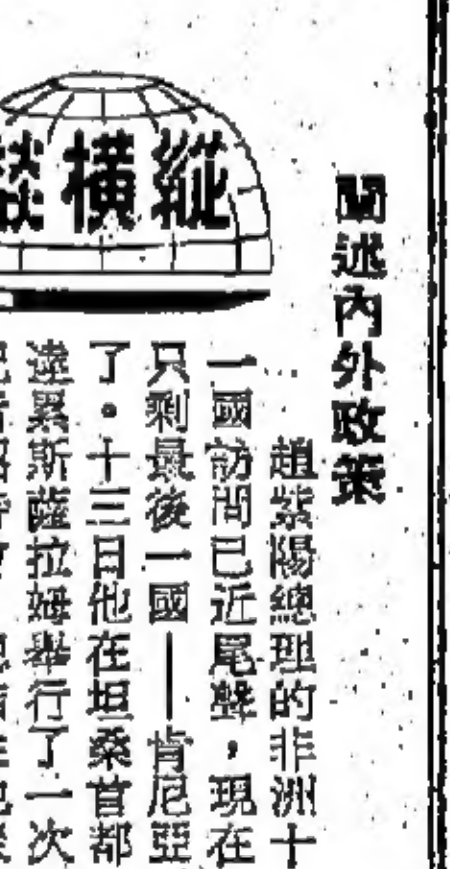 闡述內外政策
縱橫談
趙紫陽總理的非洲十
一國訪問已近尾聲，現在
只剩最後一國——肯尼亞
了。十三日他在坦桑首都
達累斯薩拉姆舉行了一次